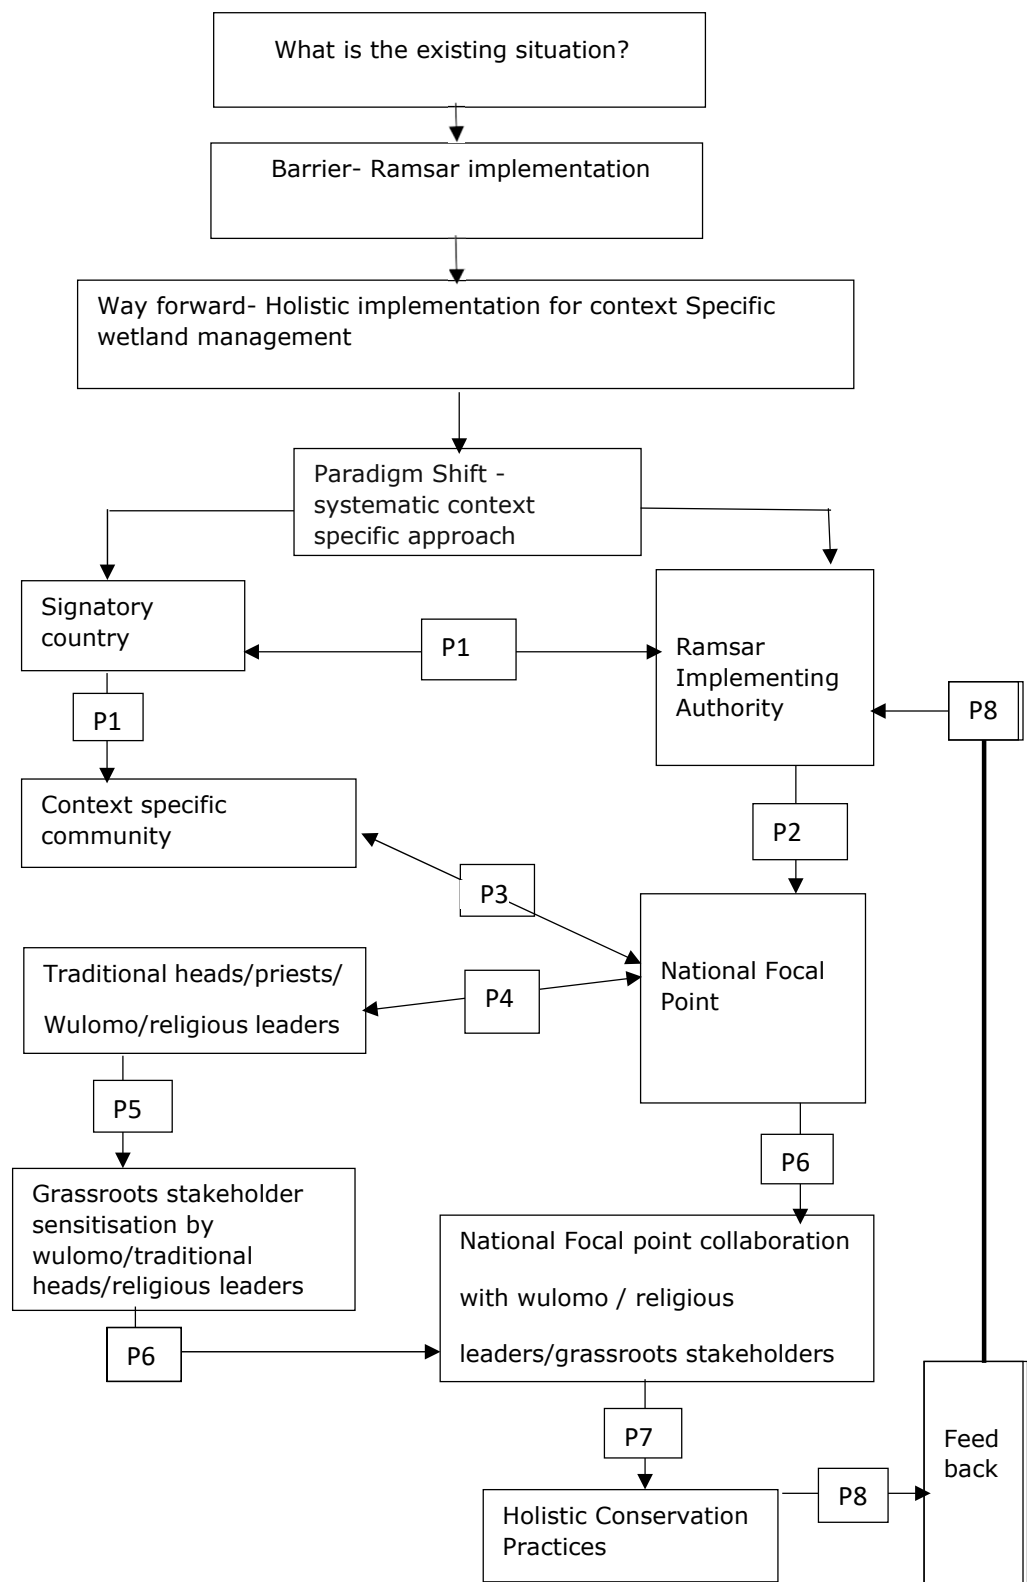 What is the existing situation?
Barrier- Ramsar implementation
Way forward- Holistic implementation for context Specific
wetland management
Paradigm Shift -
systematic context
specific approach
Signatory
country
P1
Ramsar
Implementing
Authority
P8
P1
Context specific
community
P2
P3
Traditional heads/priests/
Wulomo/religious leaders
P4
National Focal
Point
P5
P6
Grassroots stakeholder
sensitisation by
wulomo/traditional
heads/religious leaders
National Focal point collaboration
with wulomo / religious
leaders/grassroots stakeholders
P6
P7
Feed
back
P8
Holistic Conservation
Practices